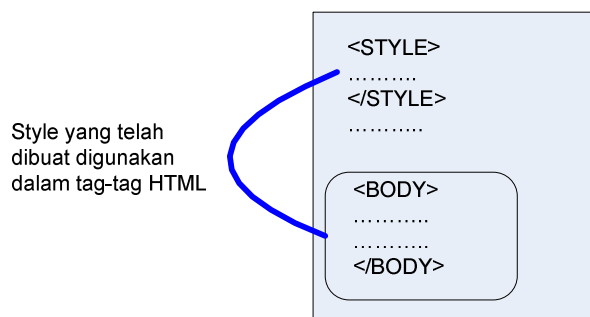 <STYLE>
……….
</STYLE>
………..
Style yang telah
dibuat digunakan
dalam tag-tag HTML
<BODY>
………..
………..
</BODY>